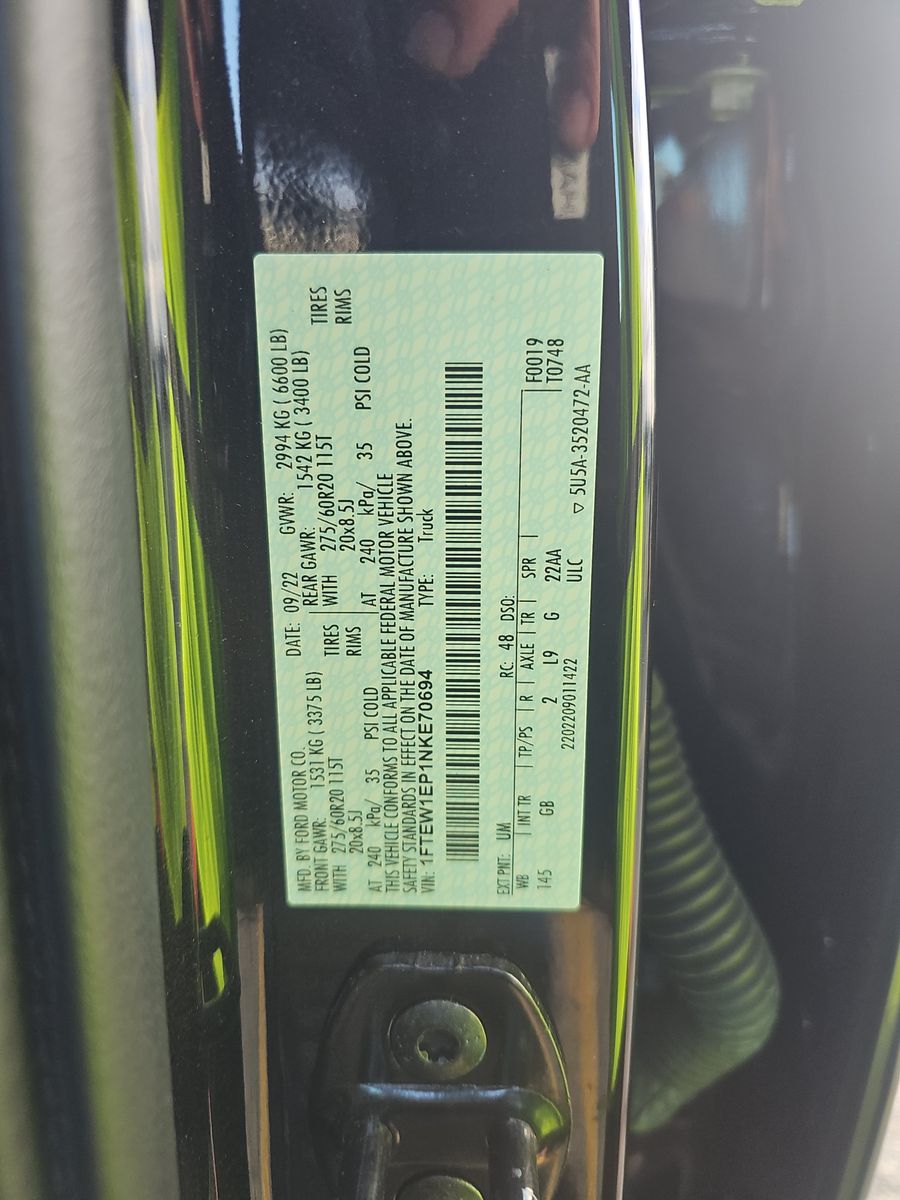 MFD. BY FORD MOTOR CO. DATE: 09/22 GVWR: 2994 KG ( 6600 LB)
FRONT GAWR: 1531 KG ( 3375 LB) REAR GAWR: 1542 KG ( 3400 LB)
WITH 275/60R20 115T TIRES WITH 275/60R20 115T TIRES
20x8.5J RIMS 20x8.5J RIMS
AT 240 kPa/ 35 PSI COLD AT 240 kPa/ 35 PSI COLD
THIS VEHICLE CONFORMS TO ALL APPLICABLE FEDERAL MOTOR VEHICLE
SAFETY STANDARDS IN EFFECT ON THE DATE OF MANUFACTURE SHOWN ABOVE.
VIN: 1FTEW1EP1NKE70694 TYPE: Truck
EXT PNT: UM RC: 48 DSO: F0019
WB INT TR TP/PS R AXLE TR SPR T0748
145 GB 2 L9 G 22AA
2202209011422 ULC ▽ 5U5A-3520472-AA